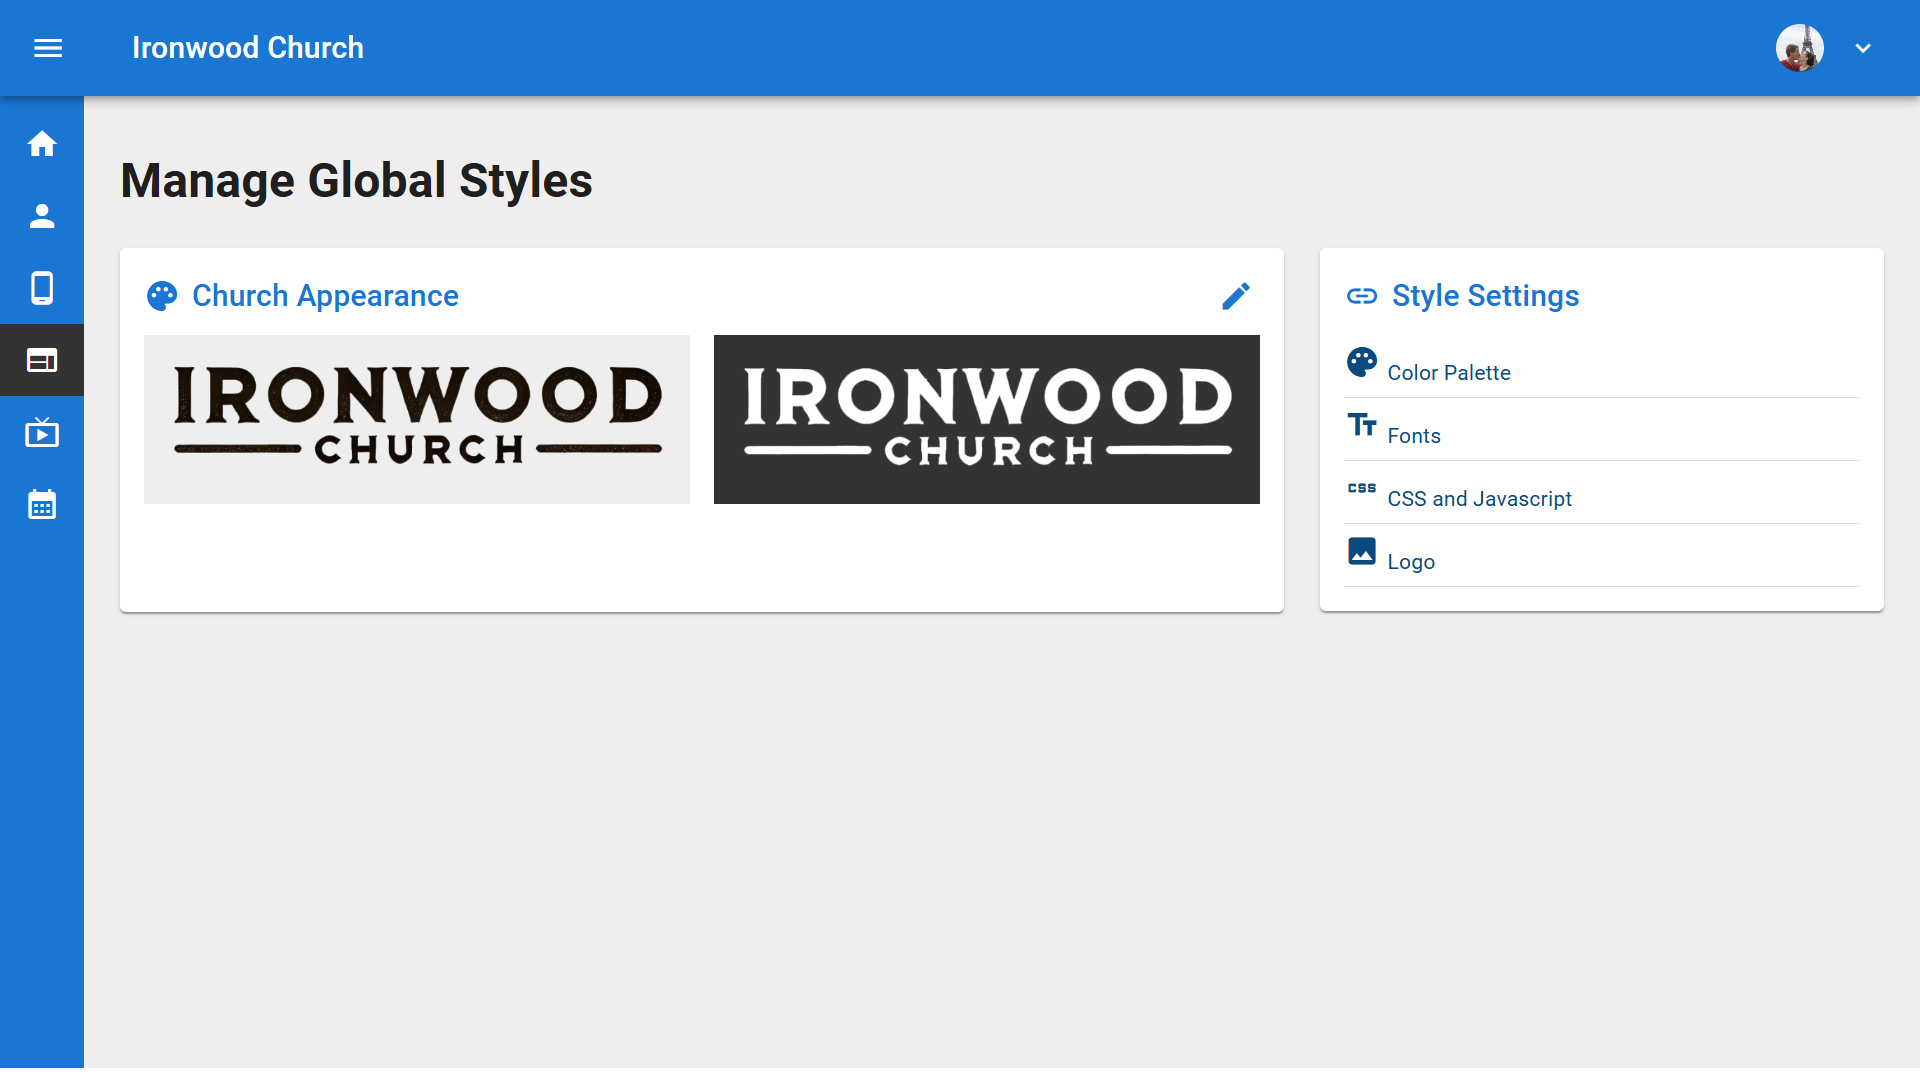 Ironwood Church
Manage Global Styles
Church Appearance
IRONWOOD
CHURCH
IRONWOOD
CHURCH
Style Settings
Color Palette
Fonts
CSS
CSS and Javascript
Logo